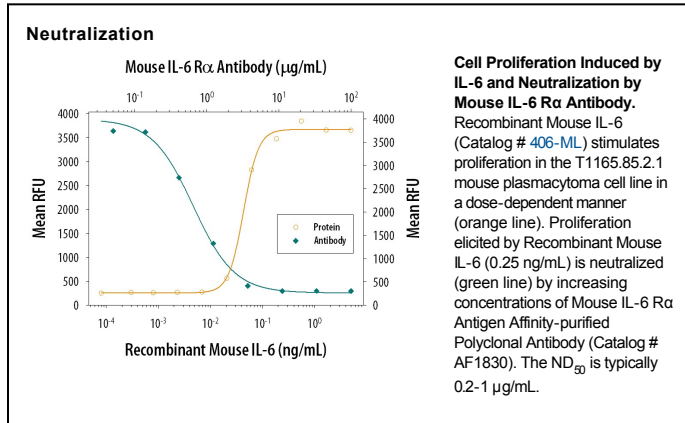 Neutralization
Mouse IL-6 Rα Antibody (μg/mL)
10⁻¹ 10⁰ 10¹ 10²
4000 4000
3500 3500
3000 3000
2500 2500
2000 2000
1500 1500
1000 1000
500 500
0 0
Mean RFU
Mean RFU
Protein
Antibody
10⁻⁴ 10⁻³ 10⁻² 10⁻¹ 10⁰
Recombinant Mouse IL-6 (ng/mL)
Cell Proliferation Induced by
IL-6 and Neutralization by
Mouse IL-6 Rα Antibody.
Recombinant Mouse IL-6
(Catalog # 406-ML) stimulates
proliferation in the T1165.85.2.1
mouse plasmacytoma cell line in
a dose-dependent manner
(orange line). Proliferation
elicited by Recombinant Mouse
IL-6 (0.25 ng/mL) is neutralized
(green line) by increasing
concentrations of Mouse IL-6 Rα
Antigen Affinity-purified
Polyclonal Antibody (Catalog #
AF1830). The ND₅₀ is typically
0.2-1 μg/mL.